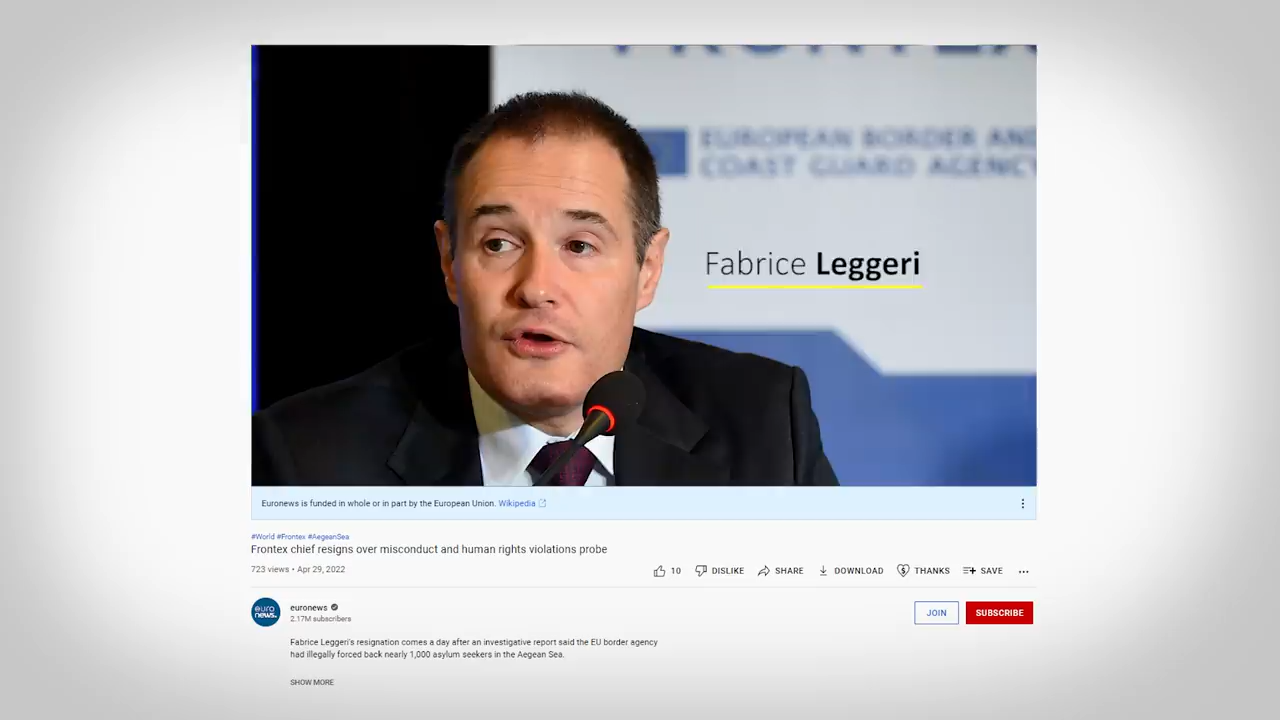 FRONTEX
EUROPEAN BORDER AND
COAST GUARD AGENCY
Fabrice Leggeri
Euronews is funded in whole or in part by the European Union. Wikipedia
#World #Frontex #AegeanSea
Frontex chief resigns over misconduct and human rights violations probe
723 views • Apr 29, 2022
10 DISLIKE SHARE DOWNLOAD THANKS SAVE
euro
news.
euronews
2.17M subscribers
JOIN SUBSCRIBE
Fabrice Leggeri's resignation comes a day after an investigative report said the EU border agency
had illegally forced back nearly 1,000 asylum seekers in the Aegean Sea.
SHOW MORE